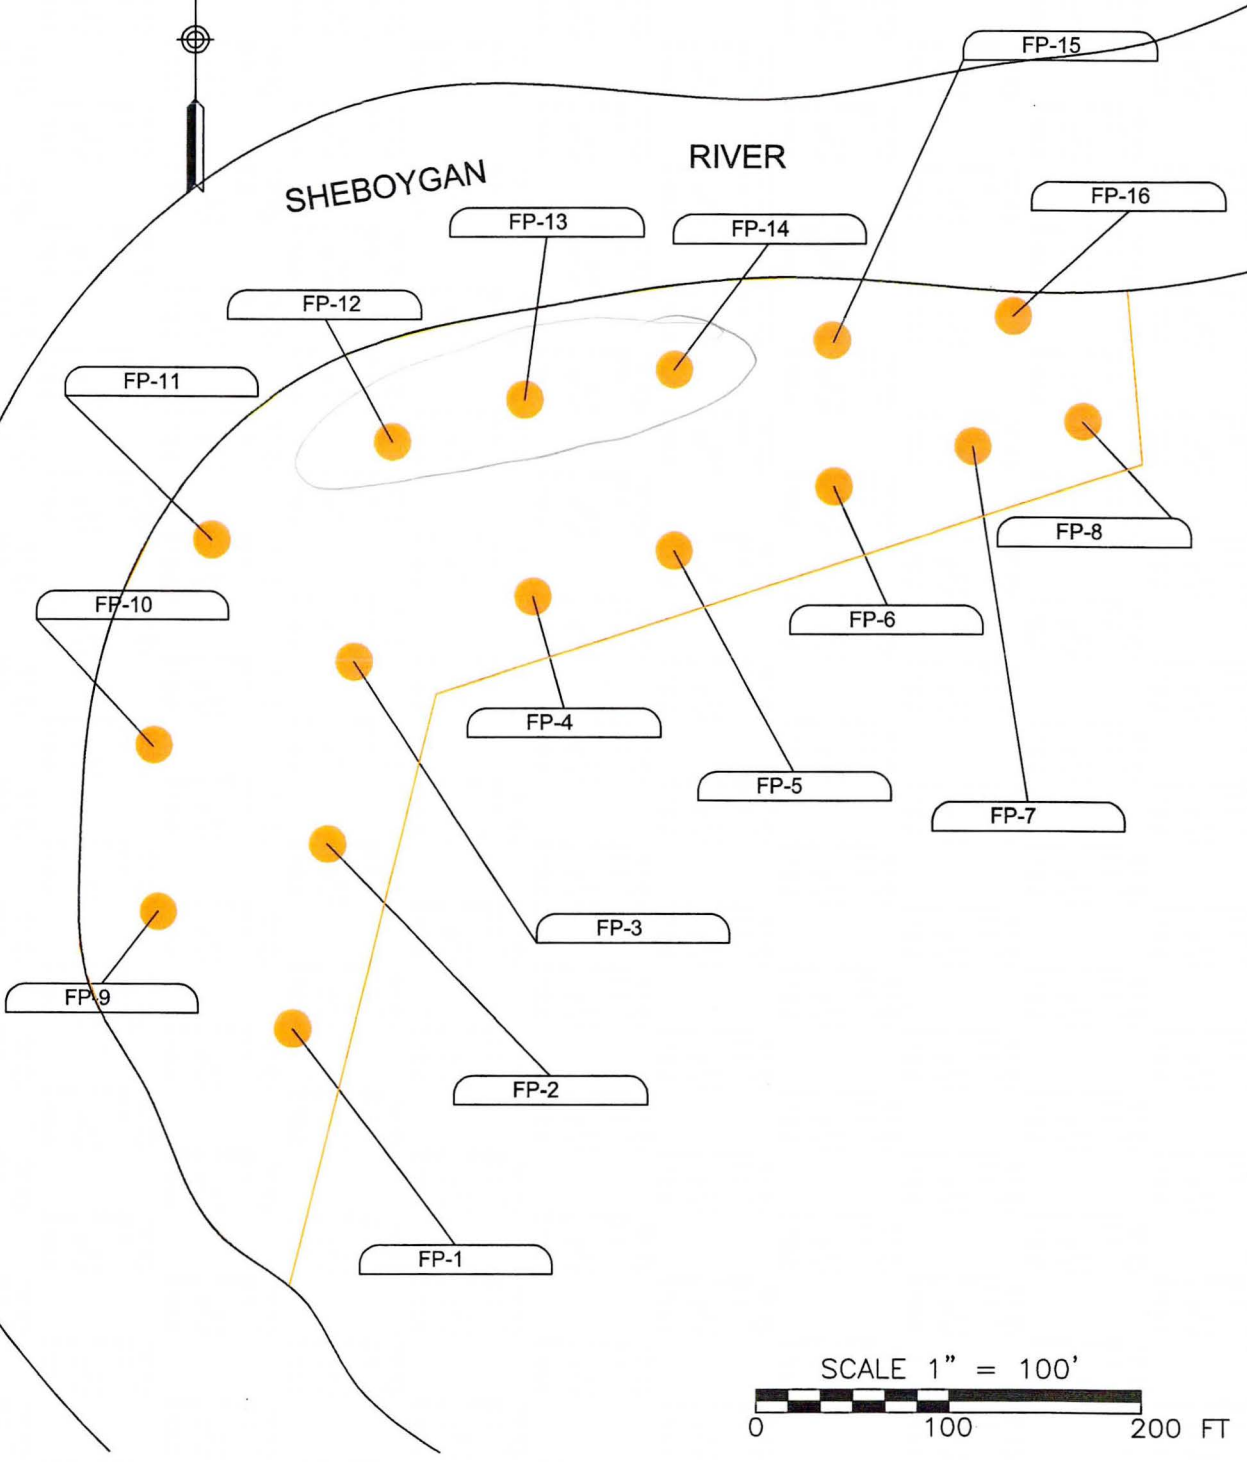 FP-15
RIVER
SHEBOYGAN
FP-16
FP-13
FP-14
FP-12
FP-11
FP-8
FP-10
FP-6
FP-4
FP-5
FP-7
FP-3
FP-9
FP-2
FP-1
SCALE 1" = 100'
0 100 200 FT